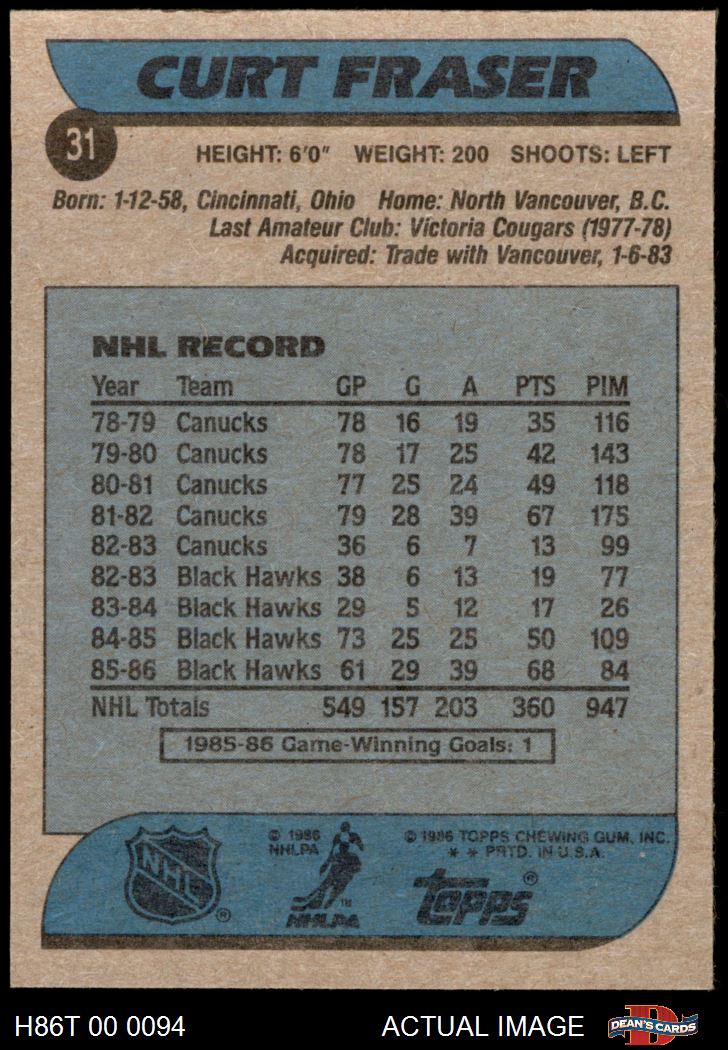 CURT FRASER
31
HEIGHT: 6'0" WEIGHT: 200 SHOOTS: LEFT
Born: 1-12-58, Cincinnati, Ohio Home: North Vancouver, B.C.
Last Amateur Club: Victoria Cougars (1977-78)
Acquired: Trade with Vancouver, 1-6-83
NHL RECORD
Year Team GP G A PTS PIM
78-79 Canucks 78 16 19 35 116
79-80 Canucks 78 17 25 42 143
80-81 Canucks 77 25 24 49 118
81-82 Canucks 79 28 39 67 175
82-83 Canucks 36 6 7 13 99
82-83 Black Hawks 38 6 13 19 77
83-84 Black Hawks 29 5 12 17 26
84-85 Black Hawks 73 25 25 50 109
85-86 Black Hawks 61 29 39 68 84
NHL Totals 549 157 203 360 947
1985-86 Game-Winning Goals: 1
© 1986 © 1986 TOPPS CHEWING GUM, INC.
NHLPA * * PRTD. IN U.S.A.
NHL ® TM NHLPA Topps ®
H86T 00 0094 ACTUAL IMAGE D DEAN'S CARDS